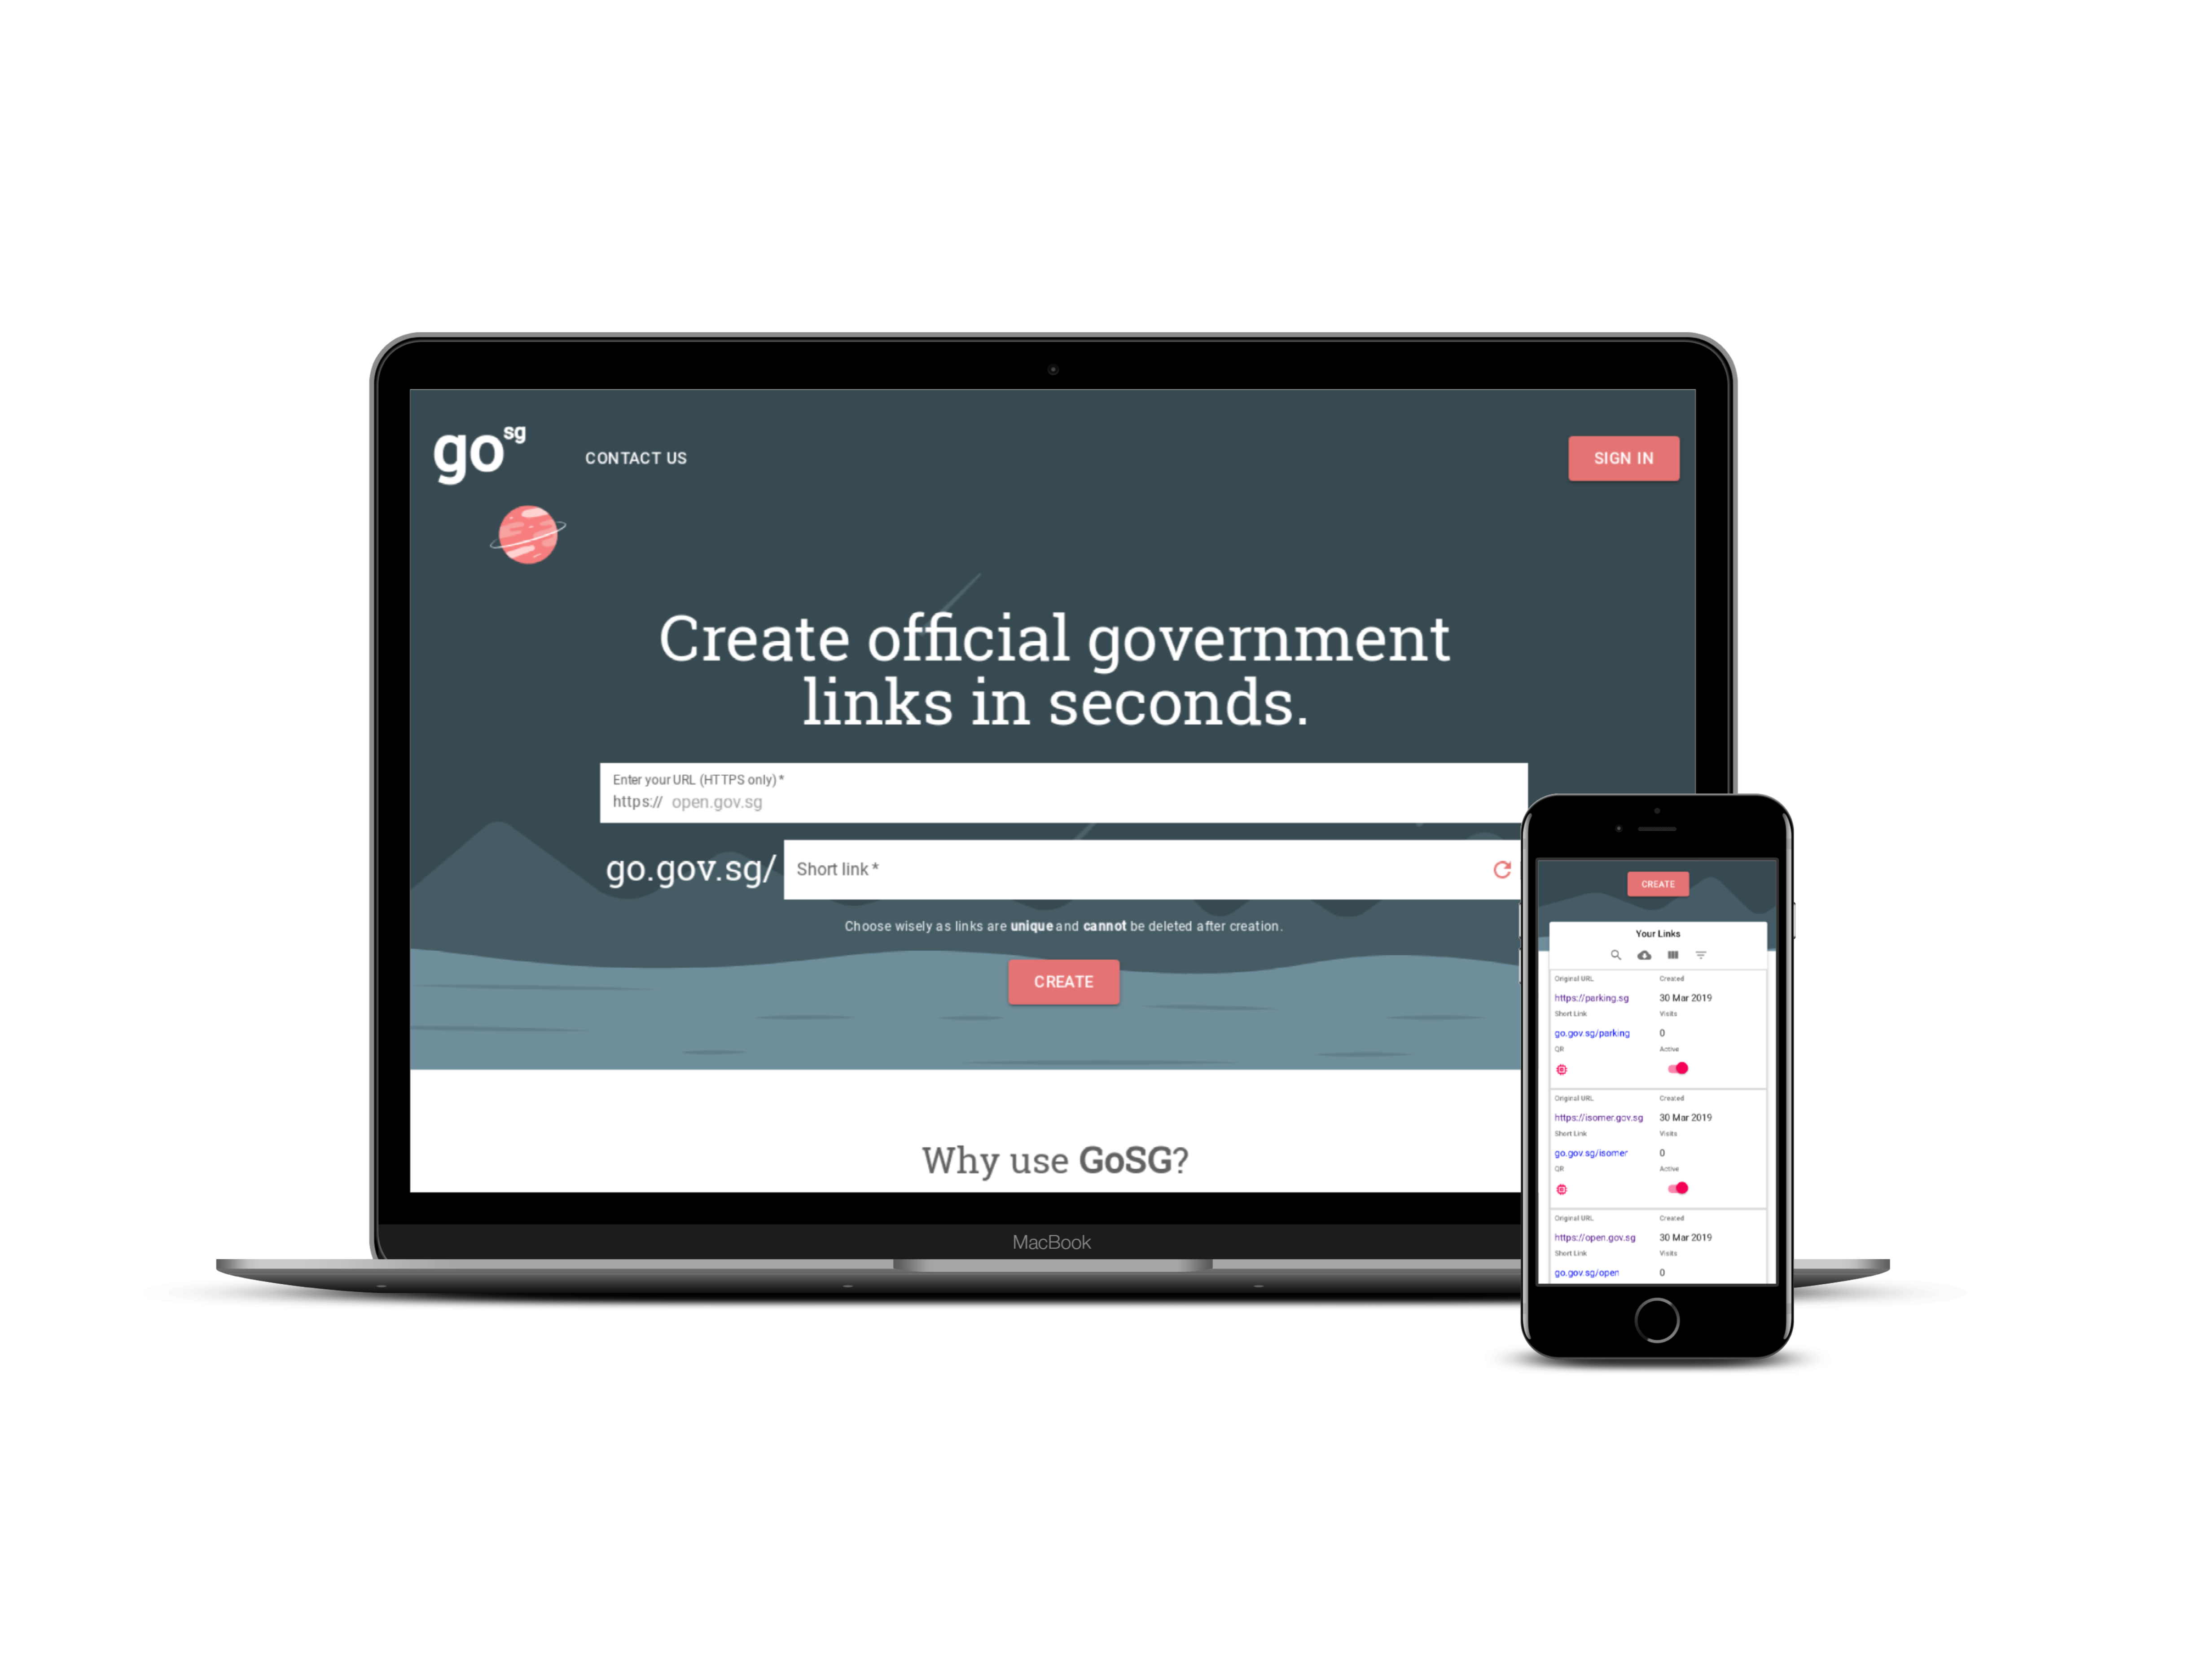 go sg
CONTACT US
SIGN IN
Create official government
links in seconds.
Enter your URL (HTTPS only) *
https:// open.gov.sg
go.gov.sg/
Short link *
Choose wisely as links are unique and cannot be deleted after creation.
CREATE
Why use GoSG?
MacBook
CREATE
Your Links
Original URL Created
https://parking.sg 30 Mar 2019
Short Link Visits
go.gov.sg/parking 0
QR Active
Original URL Created
https://isomer.gov.sg 30 Mar 2019
Short Link Visits
go.gov.sg/isomer 0
QR Active
Original URL Created
https://open.gov.sg 30 Mar 2019
Short Link Visits
go.gov.sg/open 0